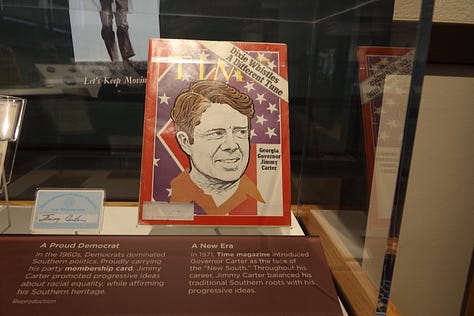 Let's Keep Movin
TIME
Dixie Whistles
A Different Tune
Georgia
Governor
Jimmy
Carter
A Proud Democrat
In the 1960s, Democrats dominated
Southern politics. Proudly carrying
his party membership card, Jimmy
Carter promoted progressive ideas
about racial equality, while affirming
his Southern heritage.
Reproduction
A New Era
In 1971, Time magazine introduced
Governor Carter as the face of
the "New South." Throughout his
career, Jimmy Carter balanced his
traditional Southern roots with his
progressive ideas.